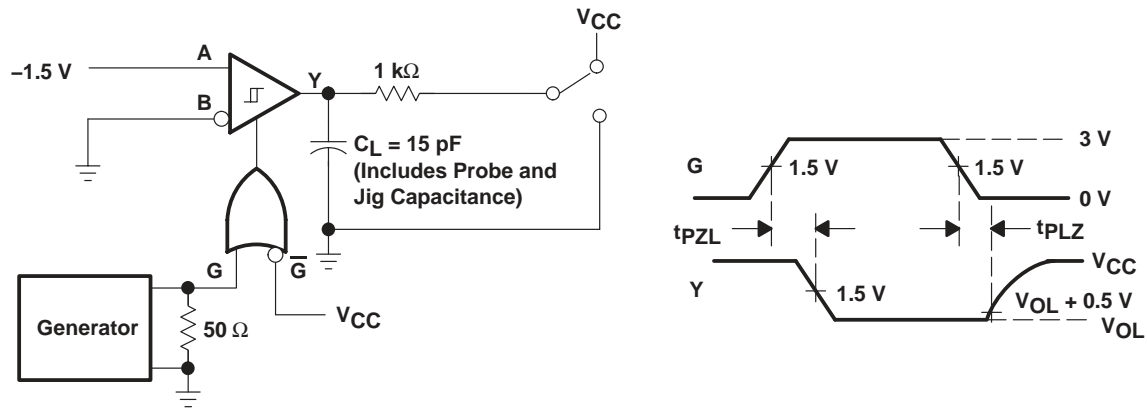 VCC
A
–1.5 V
B
Y
1 kΩ
CL = 15 pF
(Includes Probe and
Jig Capacitance)
G
G
VCC
Generator
50 Ω
G
1.5 V
1.5 V
3 V
0 V
tPZL
tPLZ
Y
1.5 V
VCC
VOL + 0.5 V
VOL